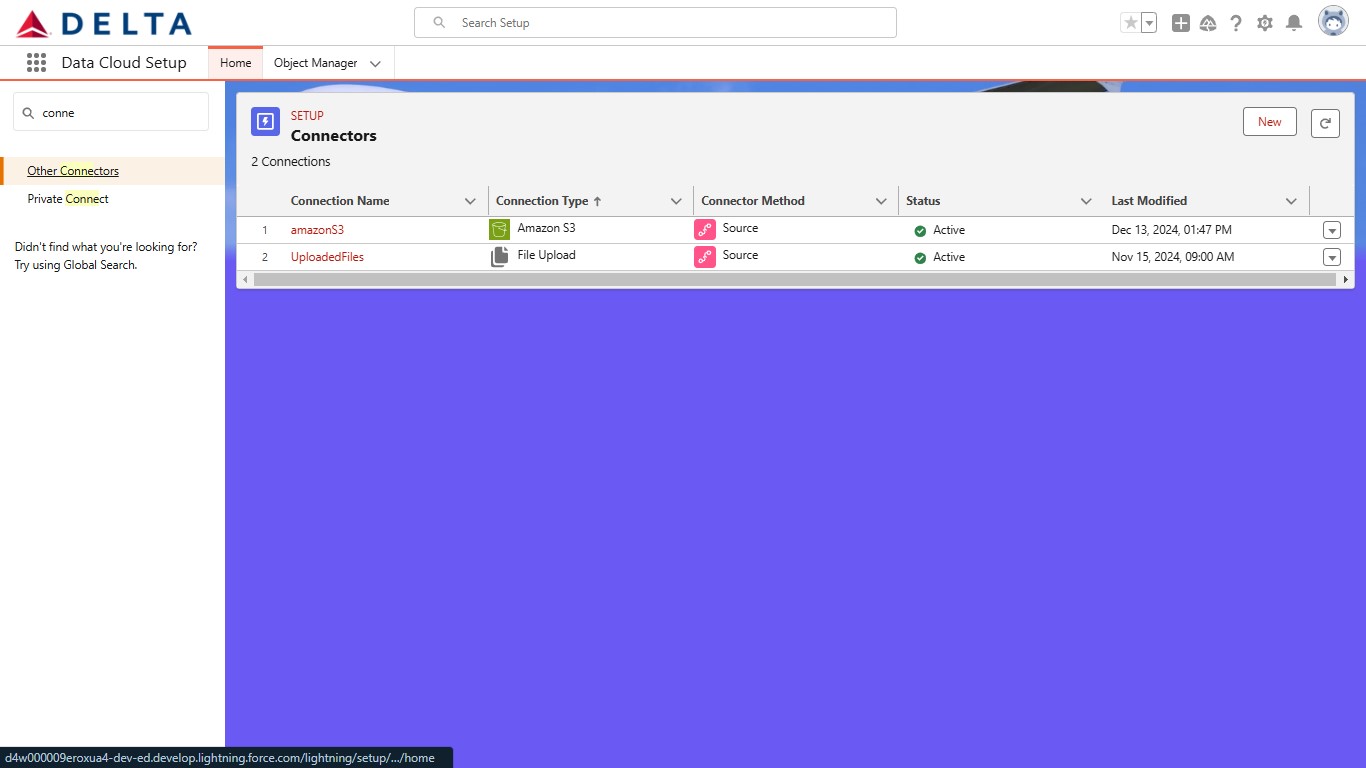 DELTA
Search Setup
Data Cloud Setup
Home
Object Manager
conne
Other Connectors
Private Connect
Didn't find what you're looking for?
Try using Global Search.
SETUP
Connectors
2 Connections
New
Connection Name Connection Type Connector Method Status Last Modified
1 amazonS3 Amazon S3 Source Active Dec 13, 2024, 01:47 PM
2 UploadedFiles File Upload Source Active Nov 15, 2024, 09:00 AM
d4w000009eroxua4-dev-ed.develop.lightning.force.com/lightning/setup/.../home